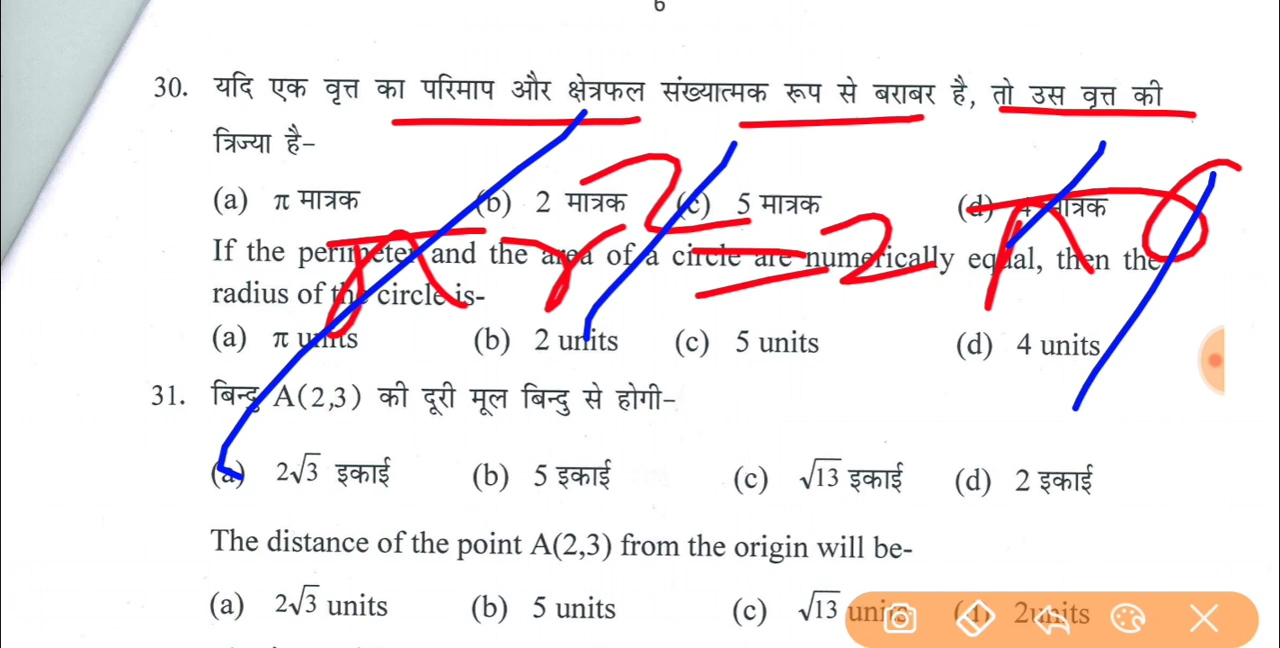 6
30. यदि एक वृत्त का परिमाप और क्षेत्रफल संख्यात्मक रूप से बराबर है, तो उस वृत्त की
त्रिज्या है–
(a) π मात्रक (b) 2 मात्रक (c) 5 मात्रक (d) 4 मात्रक
πr² = 2πr
If the perimeter and the area of a circle are numerically equal, then the
radius of the circle is-
(a) π units (b) 2 units (c) 5 units (d) 4 units
31. बिन्दु A(2,3) की दूरी मूल बिन्दु से होगी–
(a) 2√3 इकाई (b) 5 इकाई (c) √13 इकाई (d) 2 इकाई
The distance of the point A(2,3) from the origin will be-
(a) 2√3 units (b) 5 units (c) √13 units (d) 2 units